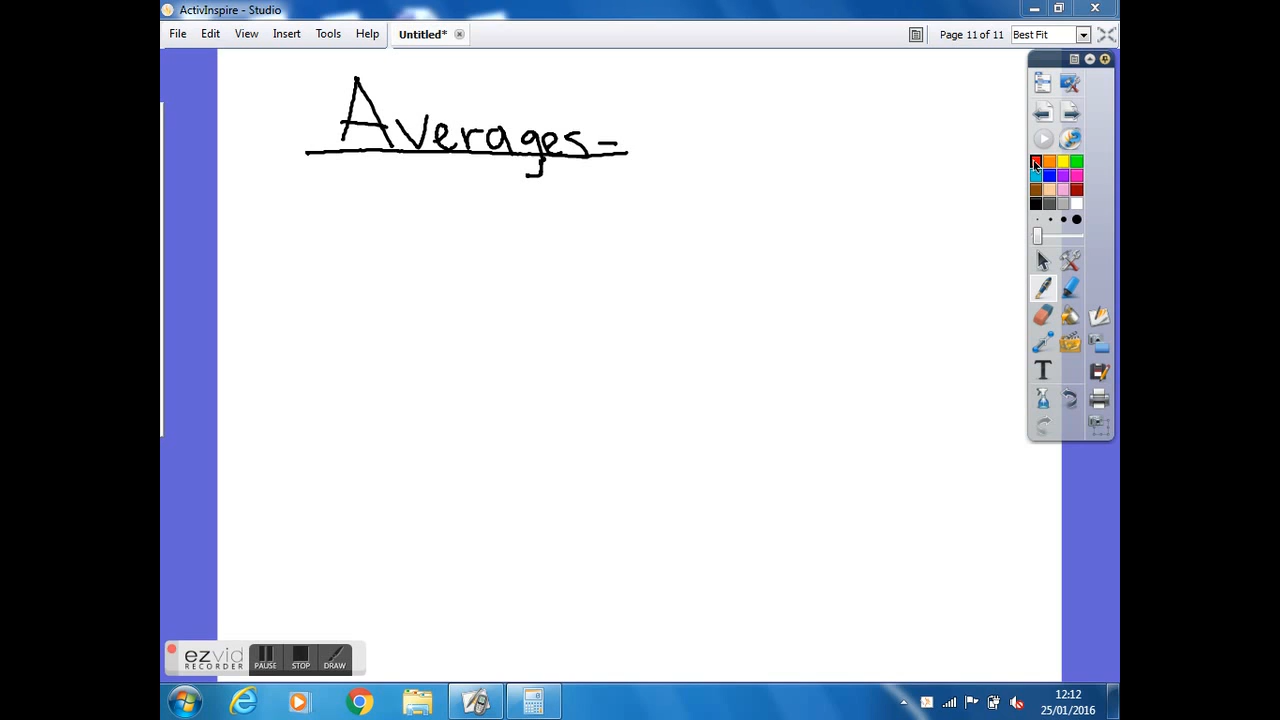 ActivInspire - Studio
File Edit View Insert Tools Help Untitled* Page 11 of 11 Best Fit
Averages-
T
ezvid
RECORDER
PAUSE STOP DRAW
12:12
25/01/2016